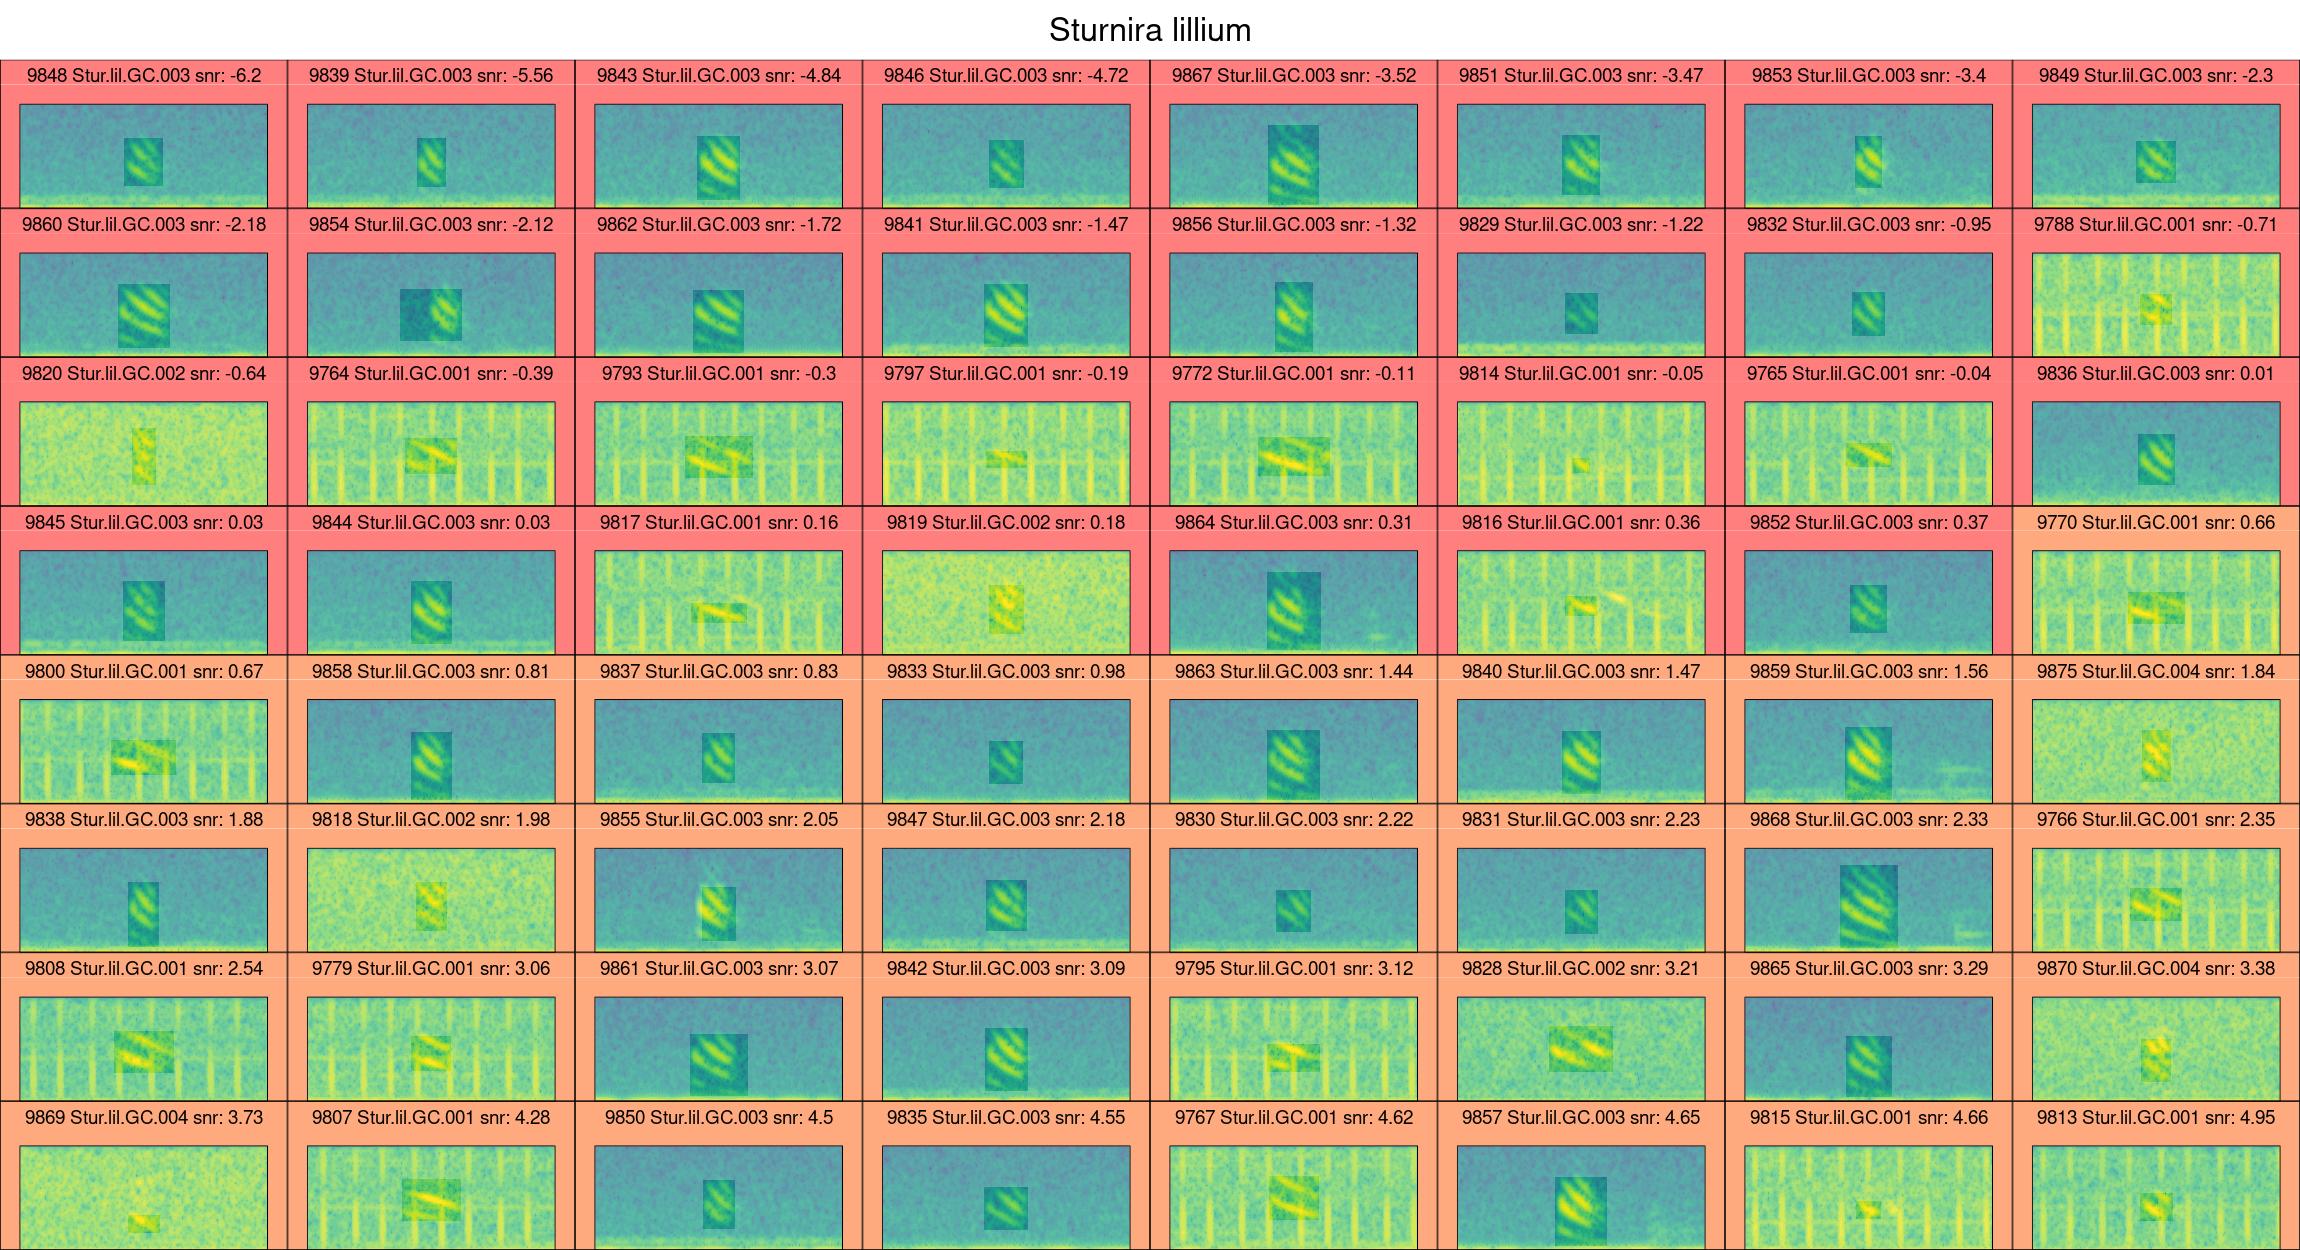 Sturnira lillium
9848 Stur.lil.GC.003 snr: -6.2
9839 Stur.lil.GC.003 snr: -5.56
9843 Stur.lil.GC.003 snr: -4.84
9846 Stur.lil.GC.003 snr: -4.72
9867 Stur.lil.GC.003 snr: -3.52
9851 Stur.lil.GC.003 snr: -3.47
9853 Stur.lil.GC.003 snr: -3.4
9849 Stur.lil.GC.003 snr: -2.3
9860 Stur.lil.GC.003 snr: -2.18
9854 Stur.lil.GC.003 snr: -2.12
9862 Stur.lil.GC.003 snr: -1.72
9841 Stur.lil.GC.003 snr: -1.47
9856 Stur.lil.GC.003 snr: -1.32
9829 Stur.lil.GC.003 snr: -1.22
9832 Stur.lil.GC.003 snr: -0.95
9788 Stur.lil.GC.001 snr: -0.71
9820 Stur.lil.GC.002 snr: -0.64
9764 Stur.lil.GC.001 snr: -0.39
9793 Stur.lil.GC.001 snr: -0.3
9797 Stur.lil.GC.001 snr: -0.19
9772 Stur.lil.GC.001 snr: -0.11
9814 Stur.lil.GC.001 snr: -0.05
9765 Stur.lil.GC.001 snr: -0.04
9836 Stur.lil.GC.003 snr: 0.01
9845 Stur.lil.GC.003 snr: 0.03
9844 Stur.lil.GC.003 snr: 0.03
9817 Stur.lil.GC.001 snr: 0.16
9819 Stur.lil.GC.002 snr: 0.18
9864 Stur.lil.GC.003 snr: 0.31
9816 Stur.lil.GC.001 snr: 0.36
9852 Stur.lil.GC.003 snr: 0.37
9770 Stur.lil.GC.001 snr: 0.66
9800 Stur.lil.GC.001 snr: 0.67
9858 Stur.lil.GC.003 snr: 0.81
9837 Stur.lil.GC.003 snr: 0.83
9833 Stur.lil.GC.003 snr: 0.98
9863 Stur.lil.GC.003 snr: 1.44
9840 Stur.lil.GC.003 snr: 1.47
9859 Stur.lil.GC.003 snr: 1.56
9875 Stur.lil.GC.004 snr: 1.84
9838 Stur.lil.GC.003 snr: 1.88
9818 Stur.lil.GC.002 snr: 1.98
9855 Stur.lil.GC.003 snr: 2.05
9847 Stur.lil.GC.003 snr: 2.18
9830 Stur.lil.GC.003 snr: 2.22
9831 Stur.lil.GC.003 snr: 2.23
9868 Stur.lil.GC.003 snr: 2.33
9766 Stur.lil.GC.001 snr: 2.35
9808 Stur.lil.GC.001 snr: 2.54
9779 Stur.lil.GC.001 snr: 3.06
9861 Stur.lil.GC.003 snr: 3.07
9842 Stur.lil.GC.003 snr: 3.09
9795 Stur.lil.GC.001 snr: 3.12
9828 Stur.lil.GC.002 snr: 3.21
9865 Stur.lil.GC.003 snr: 3.29
9870 Stur.lil.GC.004 snr: 3.38
9869 Stur.lil.GC.004 snr: 3.73
9807 Stur.lil.GC.001 snr: 4.28
9850 Stur.lil.GC.003 snr: 4.5
9835 Stur.lil.GC.003 snr: 4.55
9767 Stur.lil.GC.001 snr: 4.62
9857 Stur.lil.GC.003 snr: 4.65
9815 Stur.lil.GC.001 snr: 4.66
9813 Stur.lil.GC.001 snr: 4.95